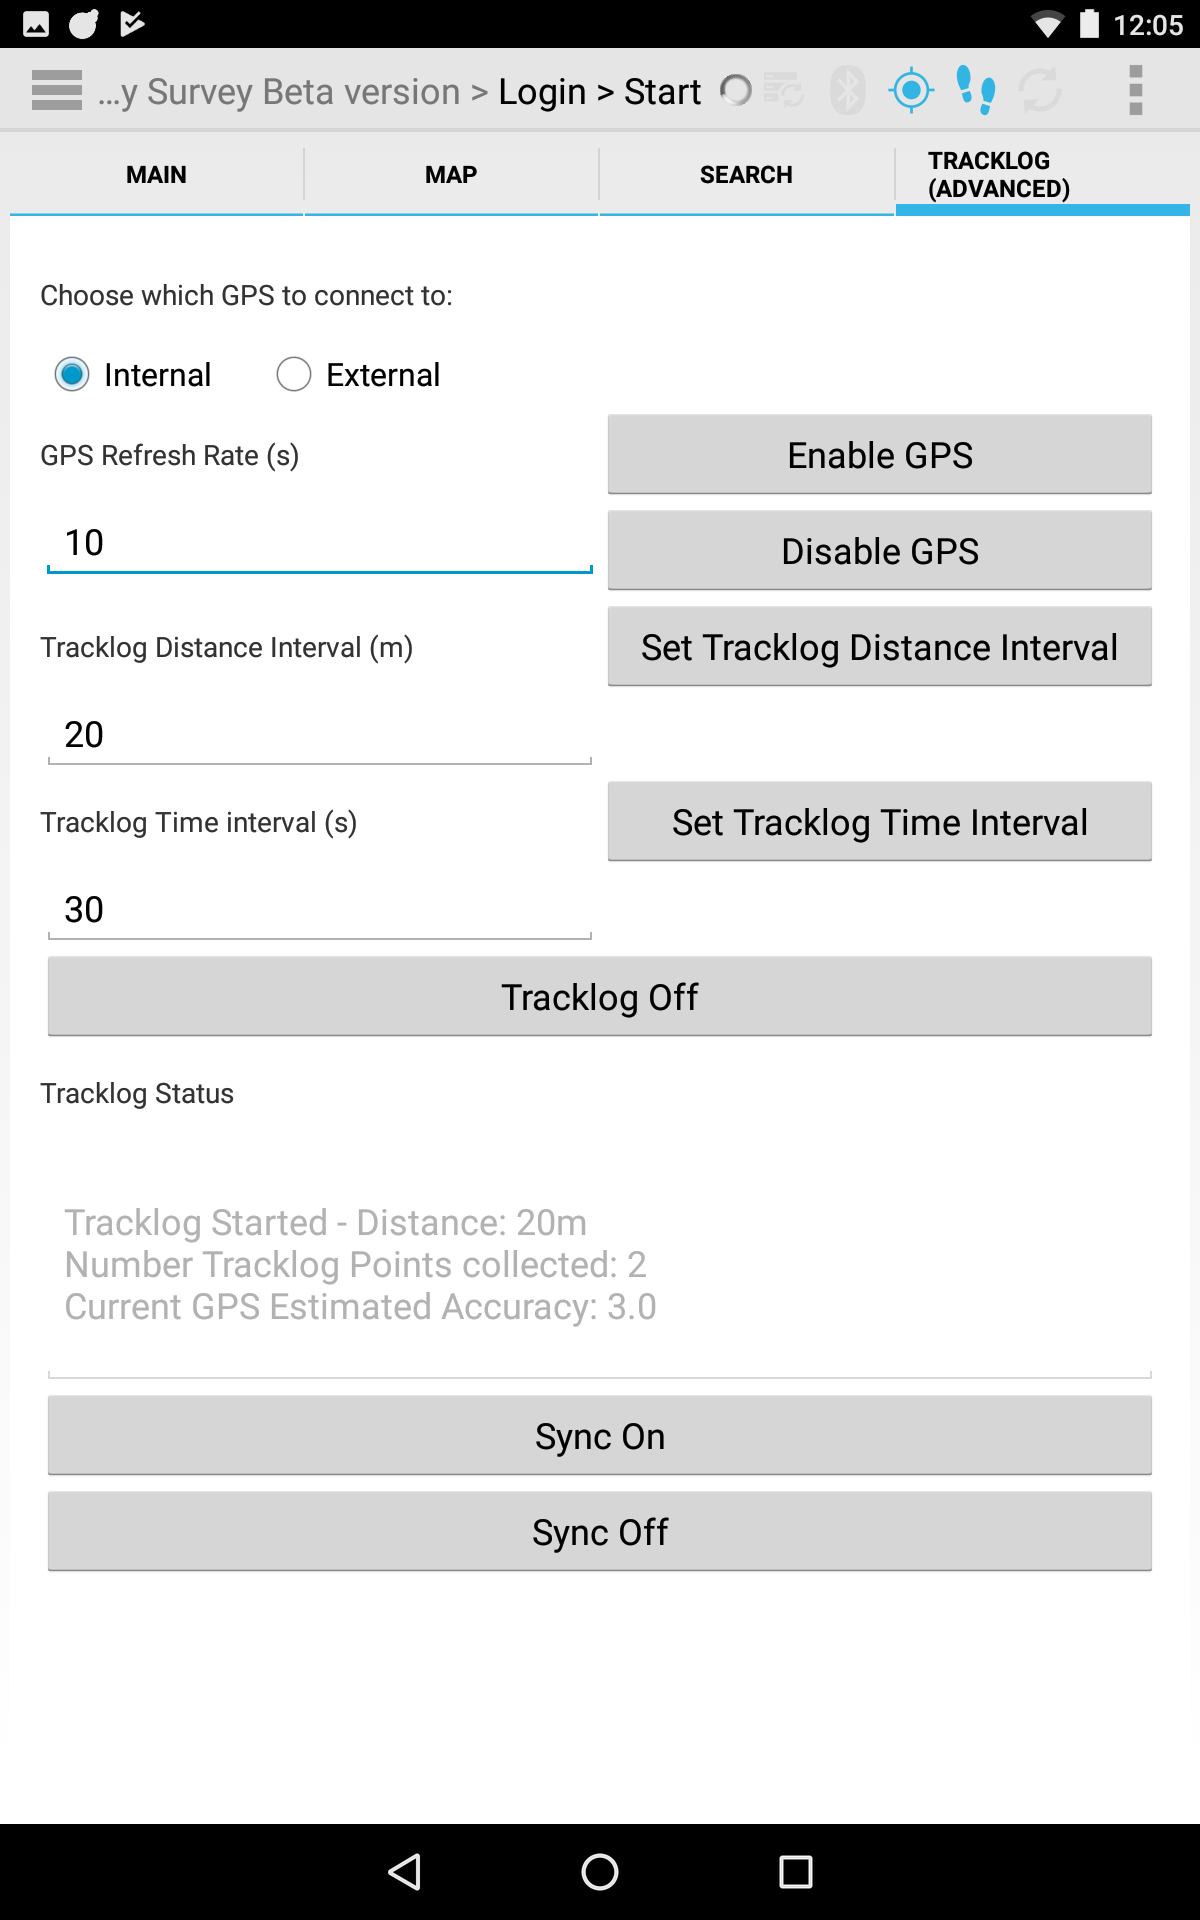 12:05
...y Survey Beta version > Login > Start
MAIN
MAP
SEARCH
TRACKLOG
(ADVANCED)
Choose which GPS to connect to:
Internal
External
GPS Refresh Rate (s)
Enable GPS
10
Disable GPS
Tracklog Distance Interval (m)
Set Tracklog Distance Interval
20
Tracklog Time interval (s)
Set Tracklog Time Interval
30
Tracklog Off
Tracklog Status
Tracklog Started - Distance: 20m
Number Tracklog Points collected: 2
Current GPS Estimated Accuracy: 3.0
Sync On
Sync Off